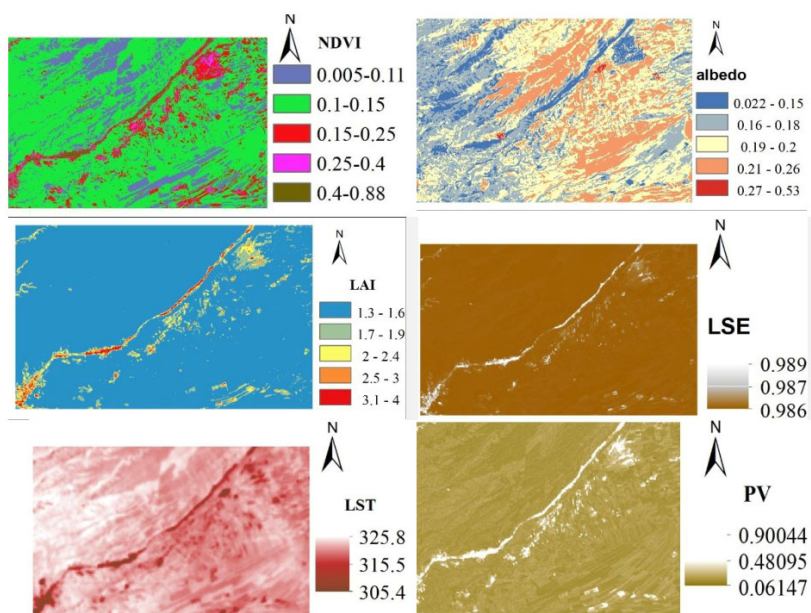 N
NDVI
0.005-0.11
0.1-0.15
0.15-0.25
0.25-0.4
0.4-0.88
N
albedo
0.022 - 0.15
0.16 - 0.18
0.19 - 0.2
0.21 - 0.26
0.27 - 0.53
N
LAI
1.3 - 1.6
1.7 - 1.9
2 - 2.4
2.5 - 3
3.1 - 4
N
LSE
0.989
0.987
0.986
N
LST
325.8
315.5
305.4
N
PV
0.90044
0.48095
0.06147